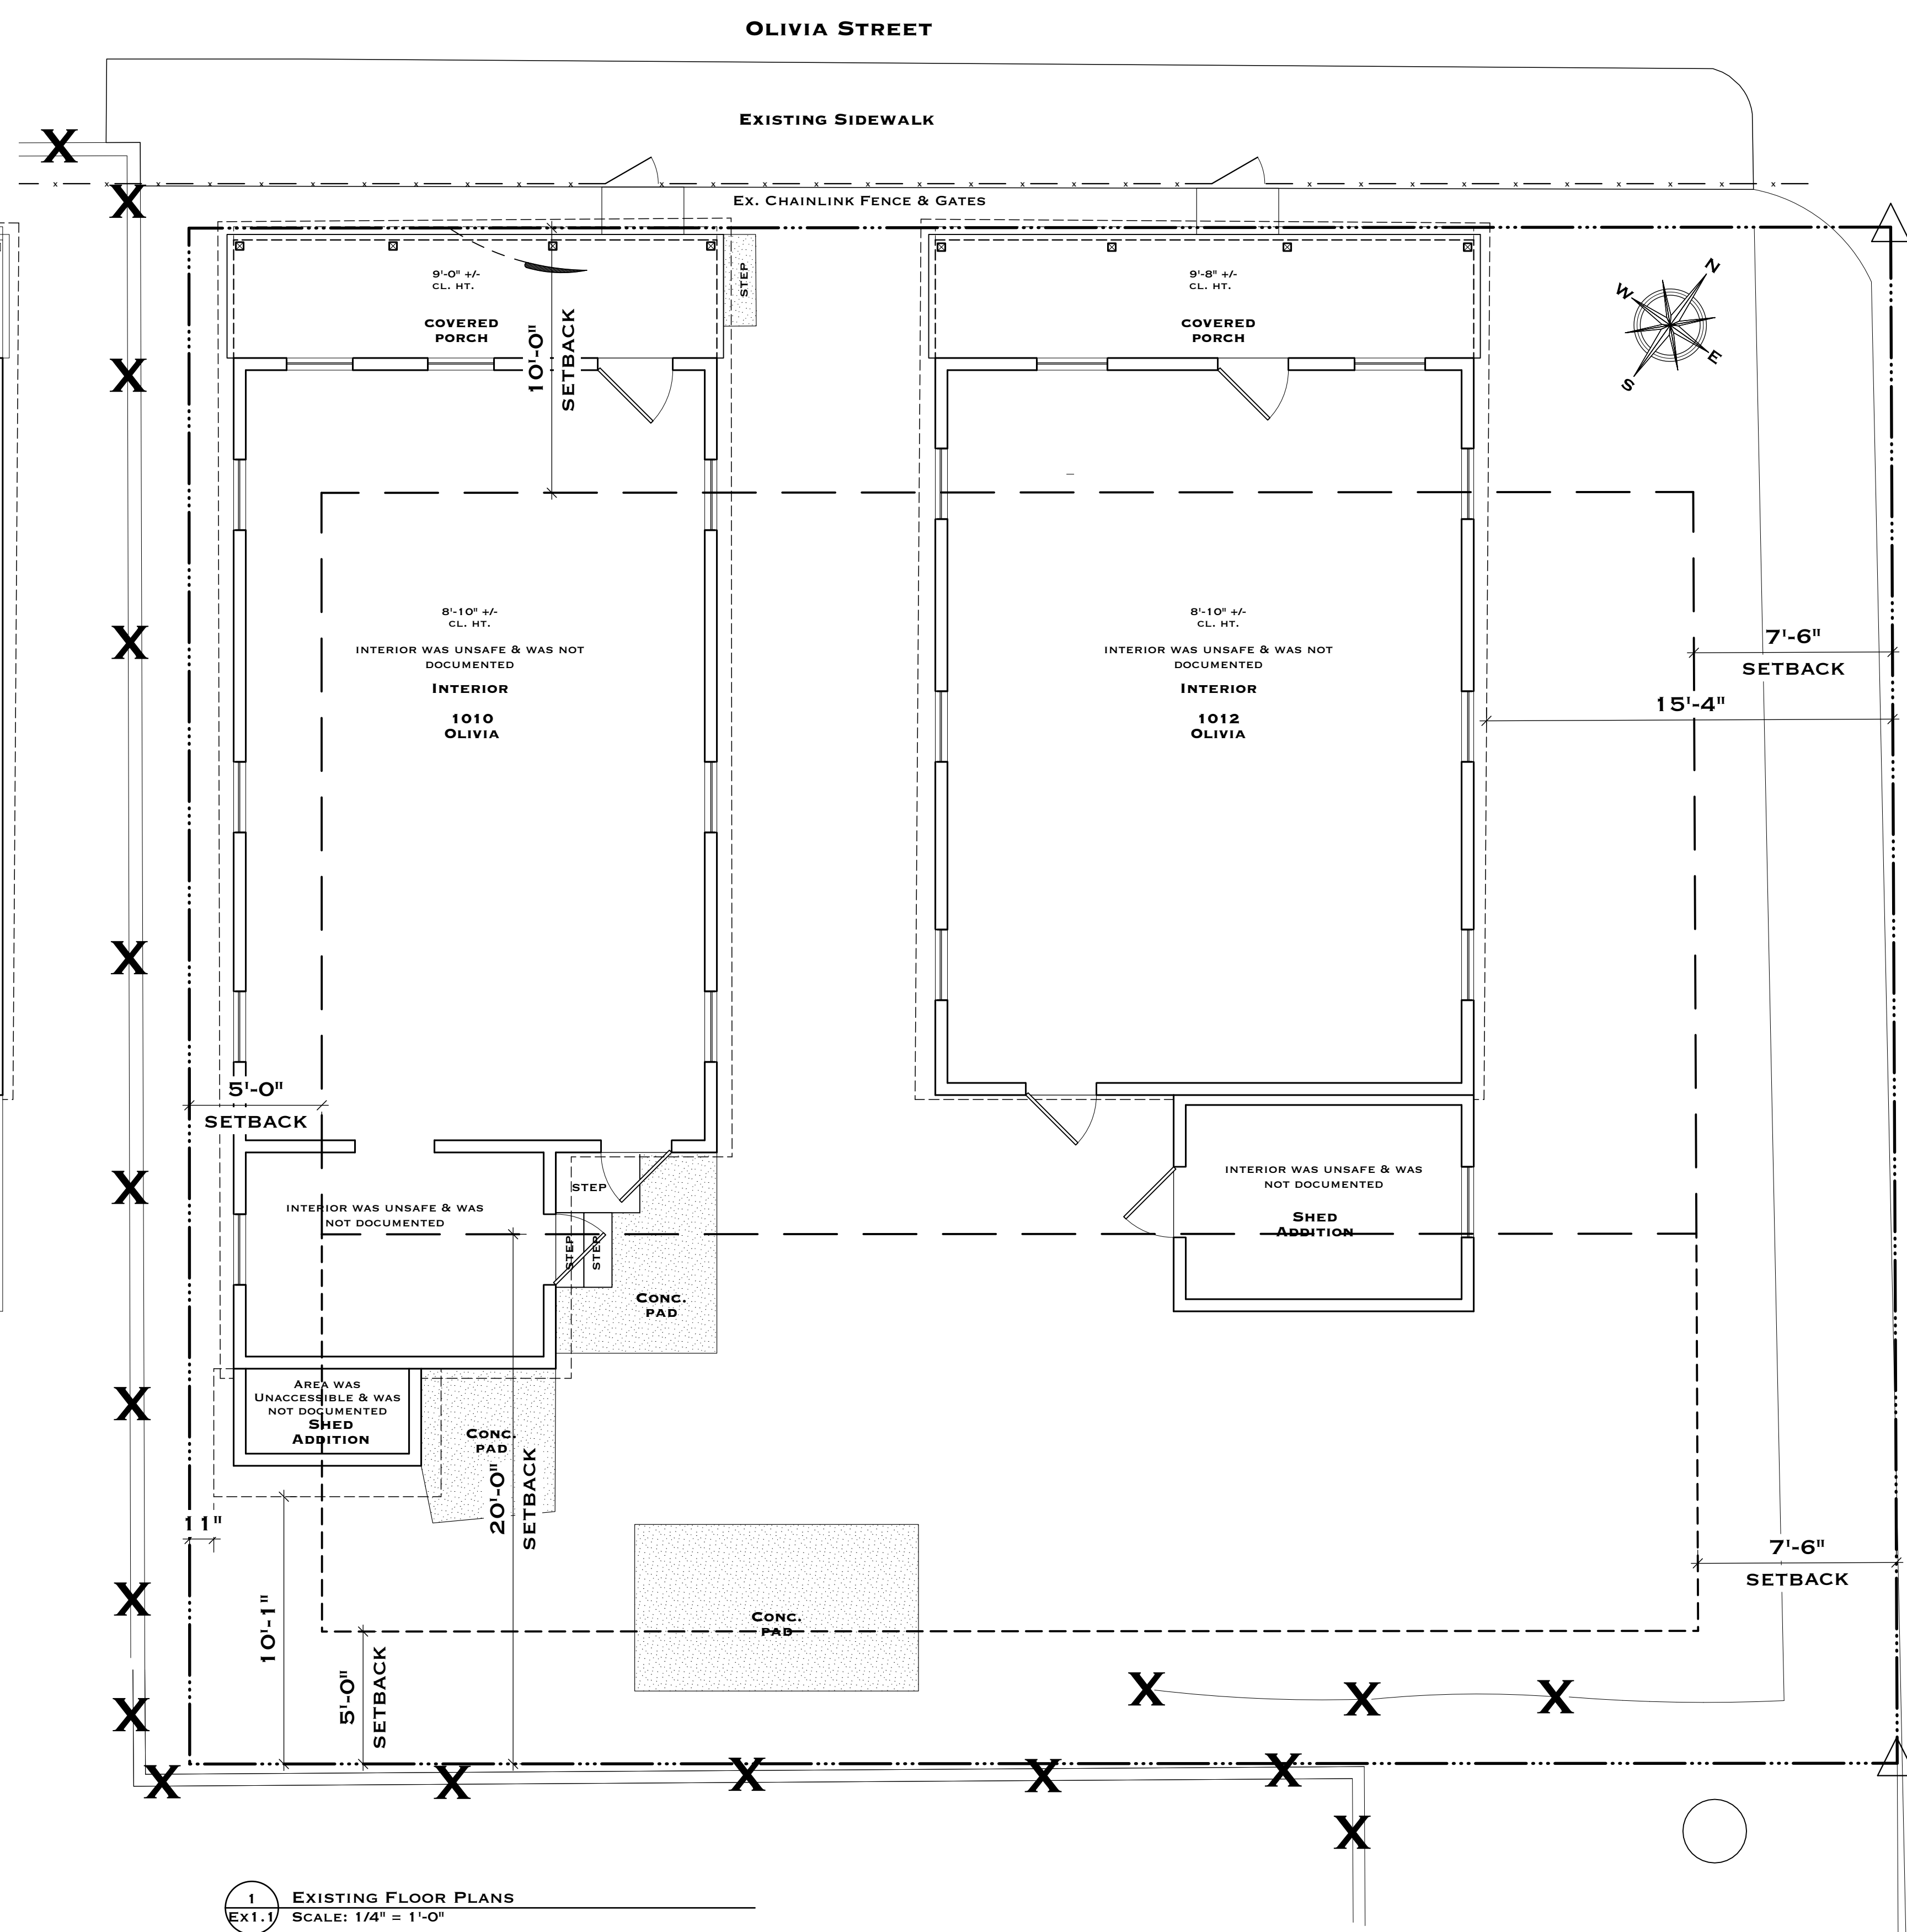 Olivia Street
Existing Sidewalk
X
X
Ex. Chainlink Fence & Gates
9'-0" +/-
CL. HT.
COVERED
PORCH
STEP
10'-0"
SETBACK
9'-8" +/-
CL. HT.
COVERED
PORCH
N
W
E
S
X
X
8'-10" +/-
CL. HT.
INTERIOR WAS UNSAFE & WAS NOT
DOCUMENTED
Interior
1010
Olivia
8'-10" +/-
CL. HT.
INTERIOR WAS UNSAFE & WAS NOT
DOCUMENTED
Interior
1012
Olivia
7'-6"
SETBACK
15'-4"
X
5'-0"
SETBACK
X
INTERIOR WAS UNSAFE & WAS
NOT DOCUMENTED
STEP
STEP
STEP
Conc.
PAD
INTERIOR WAS UNSAFE & WAS
NOT DOCUMENTED
Shed
Addition
X
Area was
Unaccessible & was
not documented
Shed
Addition
Conc.
PAD
20'-0"
SETBACK
11"
7'-6"
SETBACK
X
10'-1"
5'-0"
SETBACK
Conc.
PAD
X
X
X
X
X
X
X
X
X
X
1
Ex1.1
Existing Floor Plans
Scale: 1/4" = 1'-0"